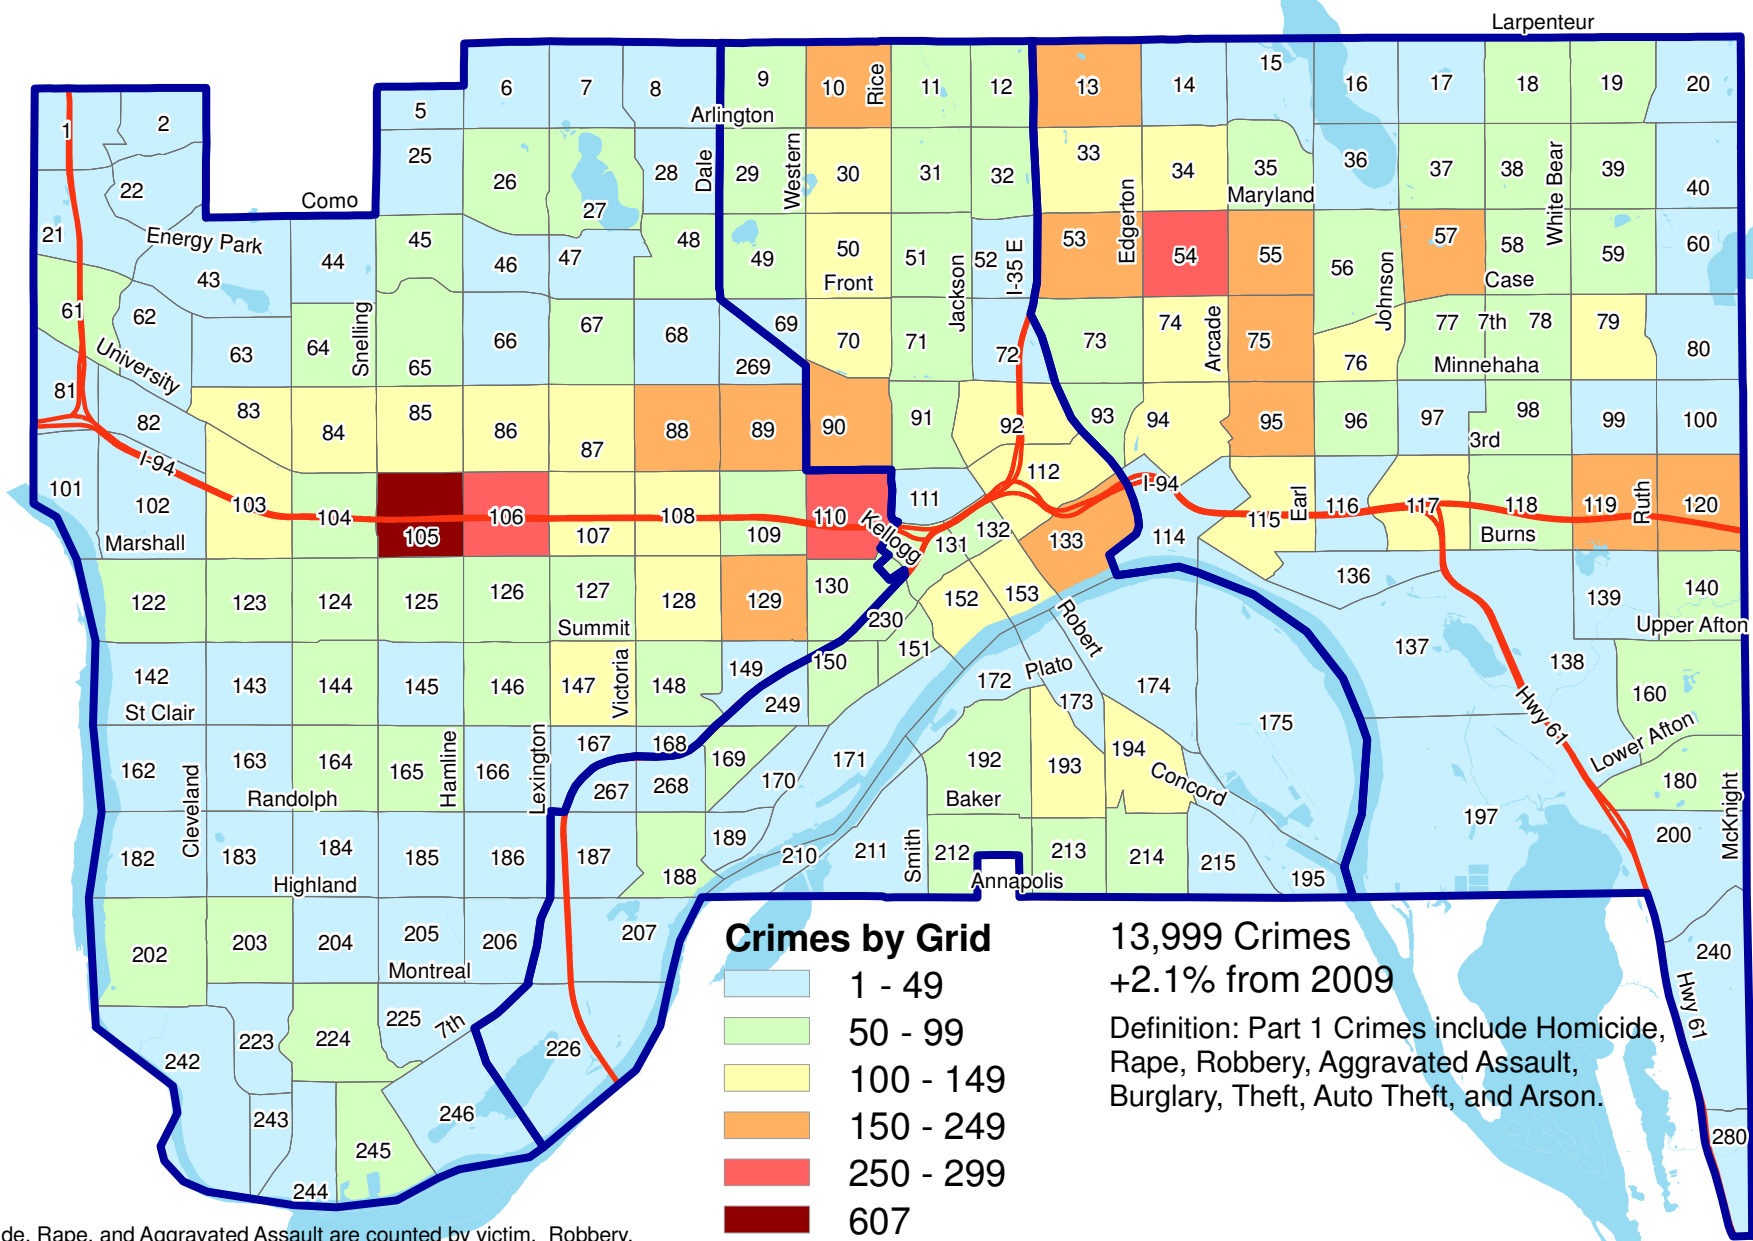 Larpenteur
6 7 8 9 10 Rice 11 12 13 14 15 16 17 18 19 20
5 Arlington
1 2
25 26 27 28 Dale 29 Western 30 31 32 33 34 35 36 37 38 White Bear 39 40
22 Como Edgerton Maryland
21 Energy Park 44 45 46 47 48 49 50 51 52 I-35 E 53 54 55 56 57 58 59 60
43 Front Jackson Johnson Case
61 62 63 64 Snelling 65 66 67 68 69 70 71 72 73 74 Arcade 75 76 77 7th 78 79 80
University 269 Minnehaha
81 82 83 84 85 86 87 88 89 90 91 92 93 94 95 96 97 98 99 100
3rd
I-94
101 102 103 104 105 106 107 108 109 110 111 112 I-94 114 115 Earl 116 117 118 119 Ruth 120
Marshall Kellogg 131 132 133 Burns
122 123 124 125 126 127 128 129 130 230 152 153 136 139 140
Summit Robert Upper Afton
142 143 144 145 146 147 Victoria 148 149 150 151 172 Plato 173 174 175 137 138 160
St Clair 249 Hwy 61 Lower Afton
162 Cleveland 163 164 165 Hamline 166 Lexington 167 168 169 170 171 192 193 194 Concord 180
Randolph 267 268 Baker McKnight
182 183 184 185 186 187 188 189 210 211 Smith 212 213 214 215 195 197 200
Highland Annapolis
202 203 204 205 206 207 240
Montreal Hwy 61
242 223 224 225 7th 226
243 244 245 246 280
Crimes by Grid
1 - 49
50 - 99
100 - 149
150 - 249
250 - 299
607
13,999 Crimes
+2.1% from 2009
Definition: Part 1 Crimes include Homicide,
Rape, Robbery, Aggravated Assault,
Burglary, Theft, Auto Theft, and Arson.
de, Rape, and Aggravated Assault are counted by victim. Robbery,